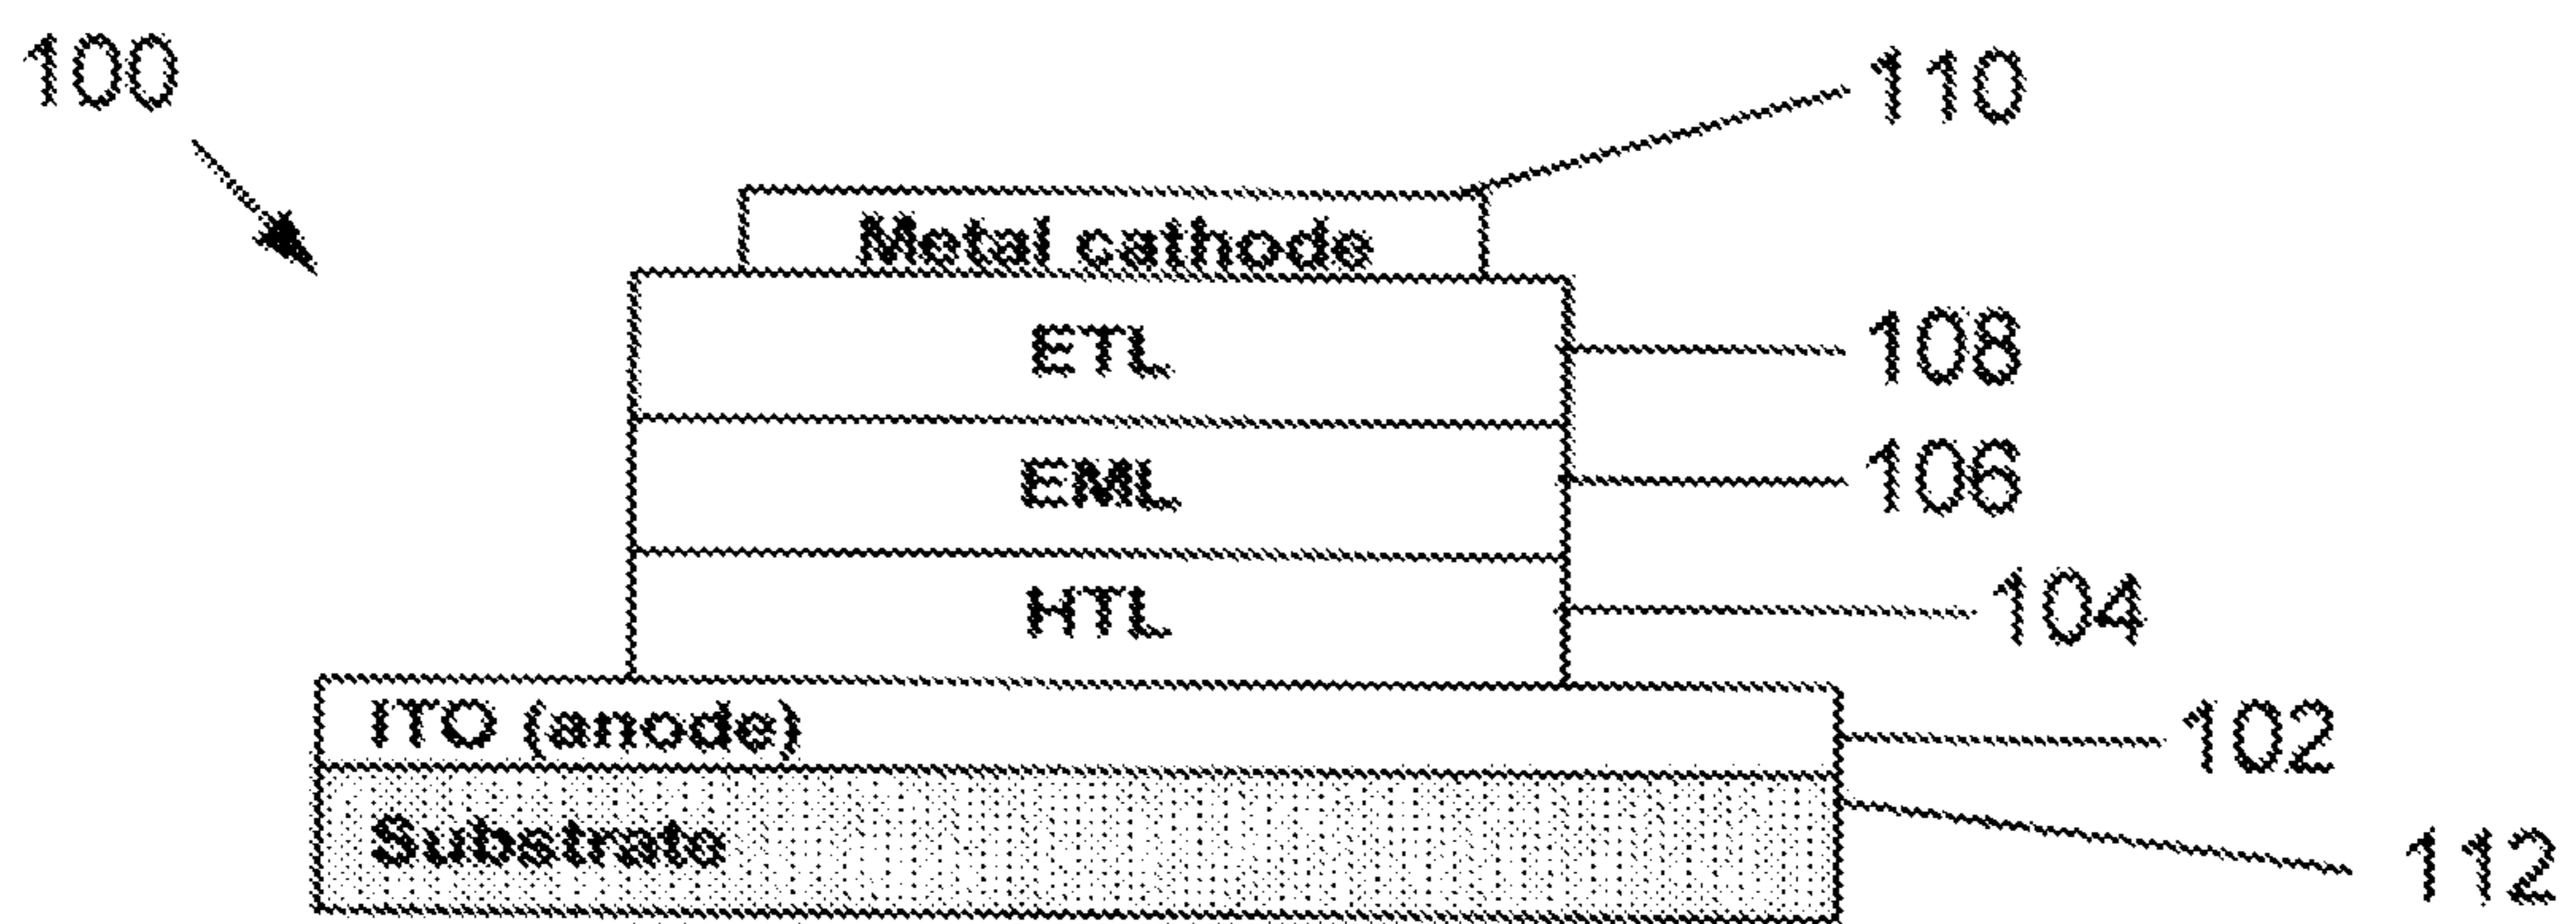 100
110
Metal cathode
ETL
108
EML
106
HTL
104
ITO (anode)
102
Substrate
112